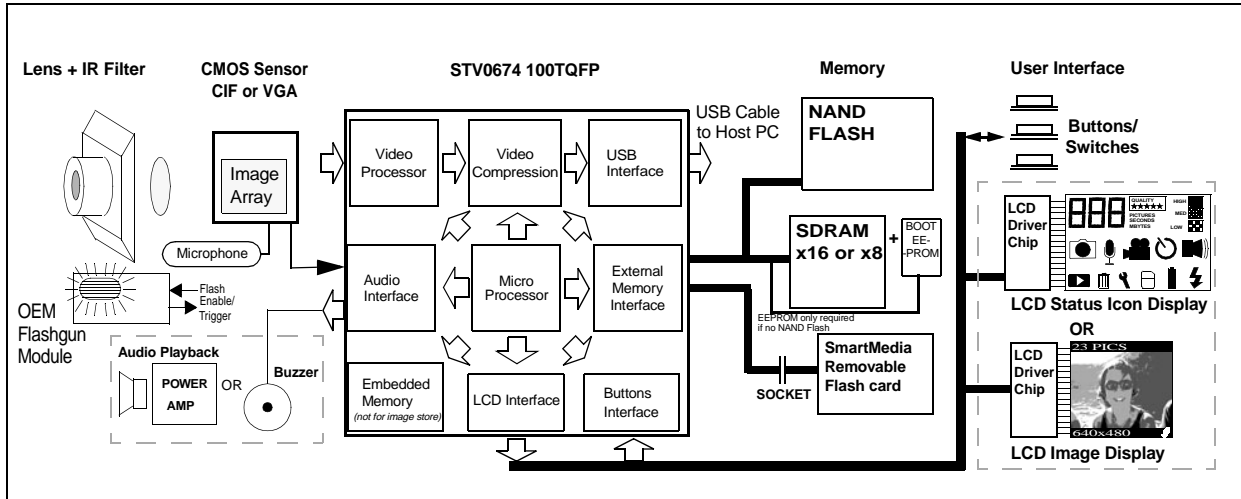 Lens + IR Filter
CMOS Sensor
CIF or VGA
STV0674 100TQFP
Memory
User Interface
Image
Array
Microphone
Flash
Enable/
Trigger
OEM
Flashgun
Module
Audio Playback
POWER
AMP
OR
Buzzer
Video
Processor
Video
Compression
USB
Interface
Audio
Interface
Micro
Processor
External
Memory
Interface
Embedded
Memory
(not for image store)
LCD Interface
Buttons
Interface
USB Cable
to Host PC
NAND
FLASH
SDRAM
x16 or x8
+
BOOT
EE-
-PROM
EEPROM only required
if no NAND Flash
SmartMedia
Removable
Flash card
SOCKET
Buttons/
Switches
LCD
Driver
Chip
888
QUALITY
★★★★★
PICTURES
SECONDS
MBYTES
HIGH
MED
LOW
LCD Status Icon Display
OR
LCD
Driver
Chip
23 PICS
640x480
LCD Image Display